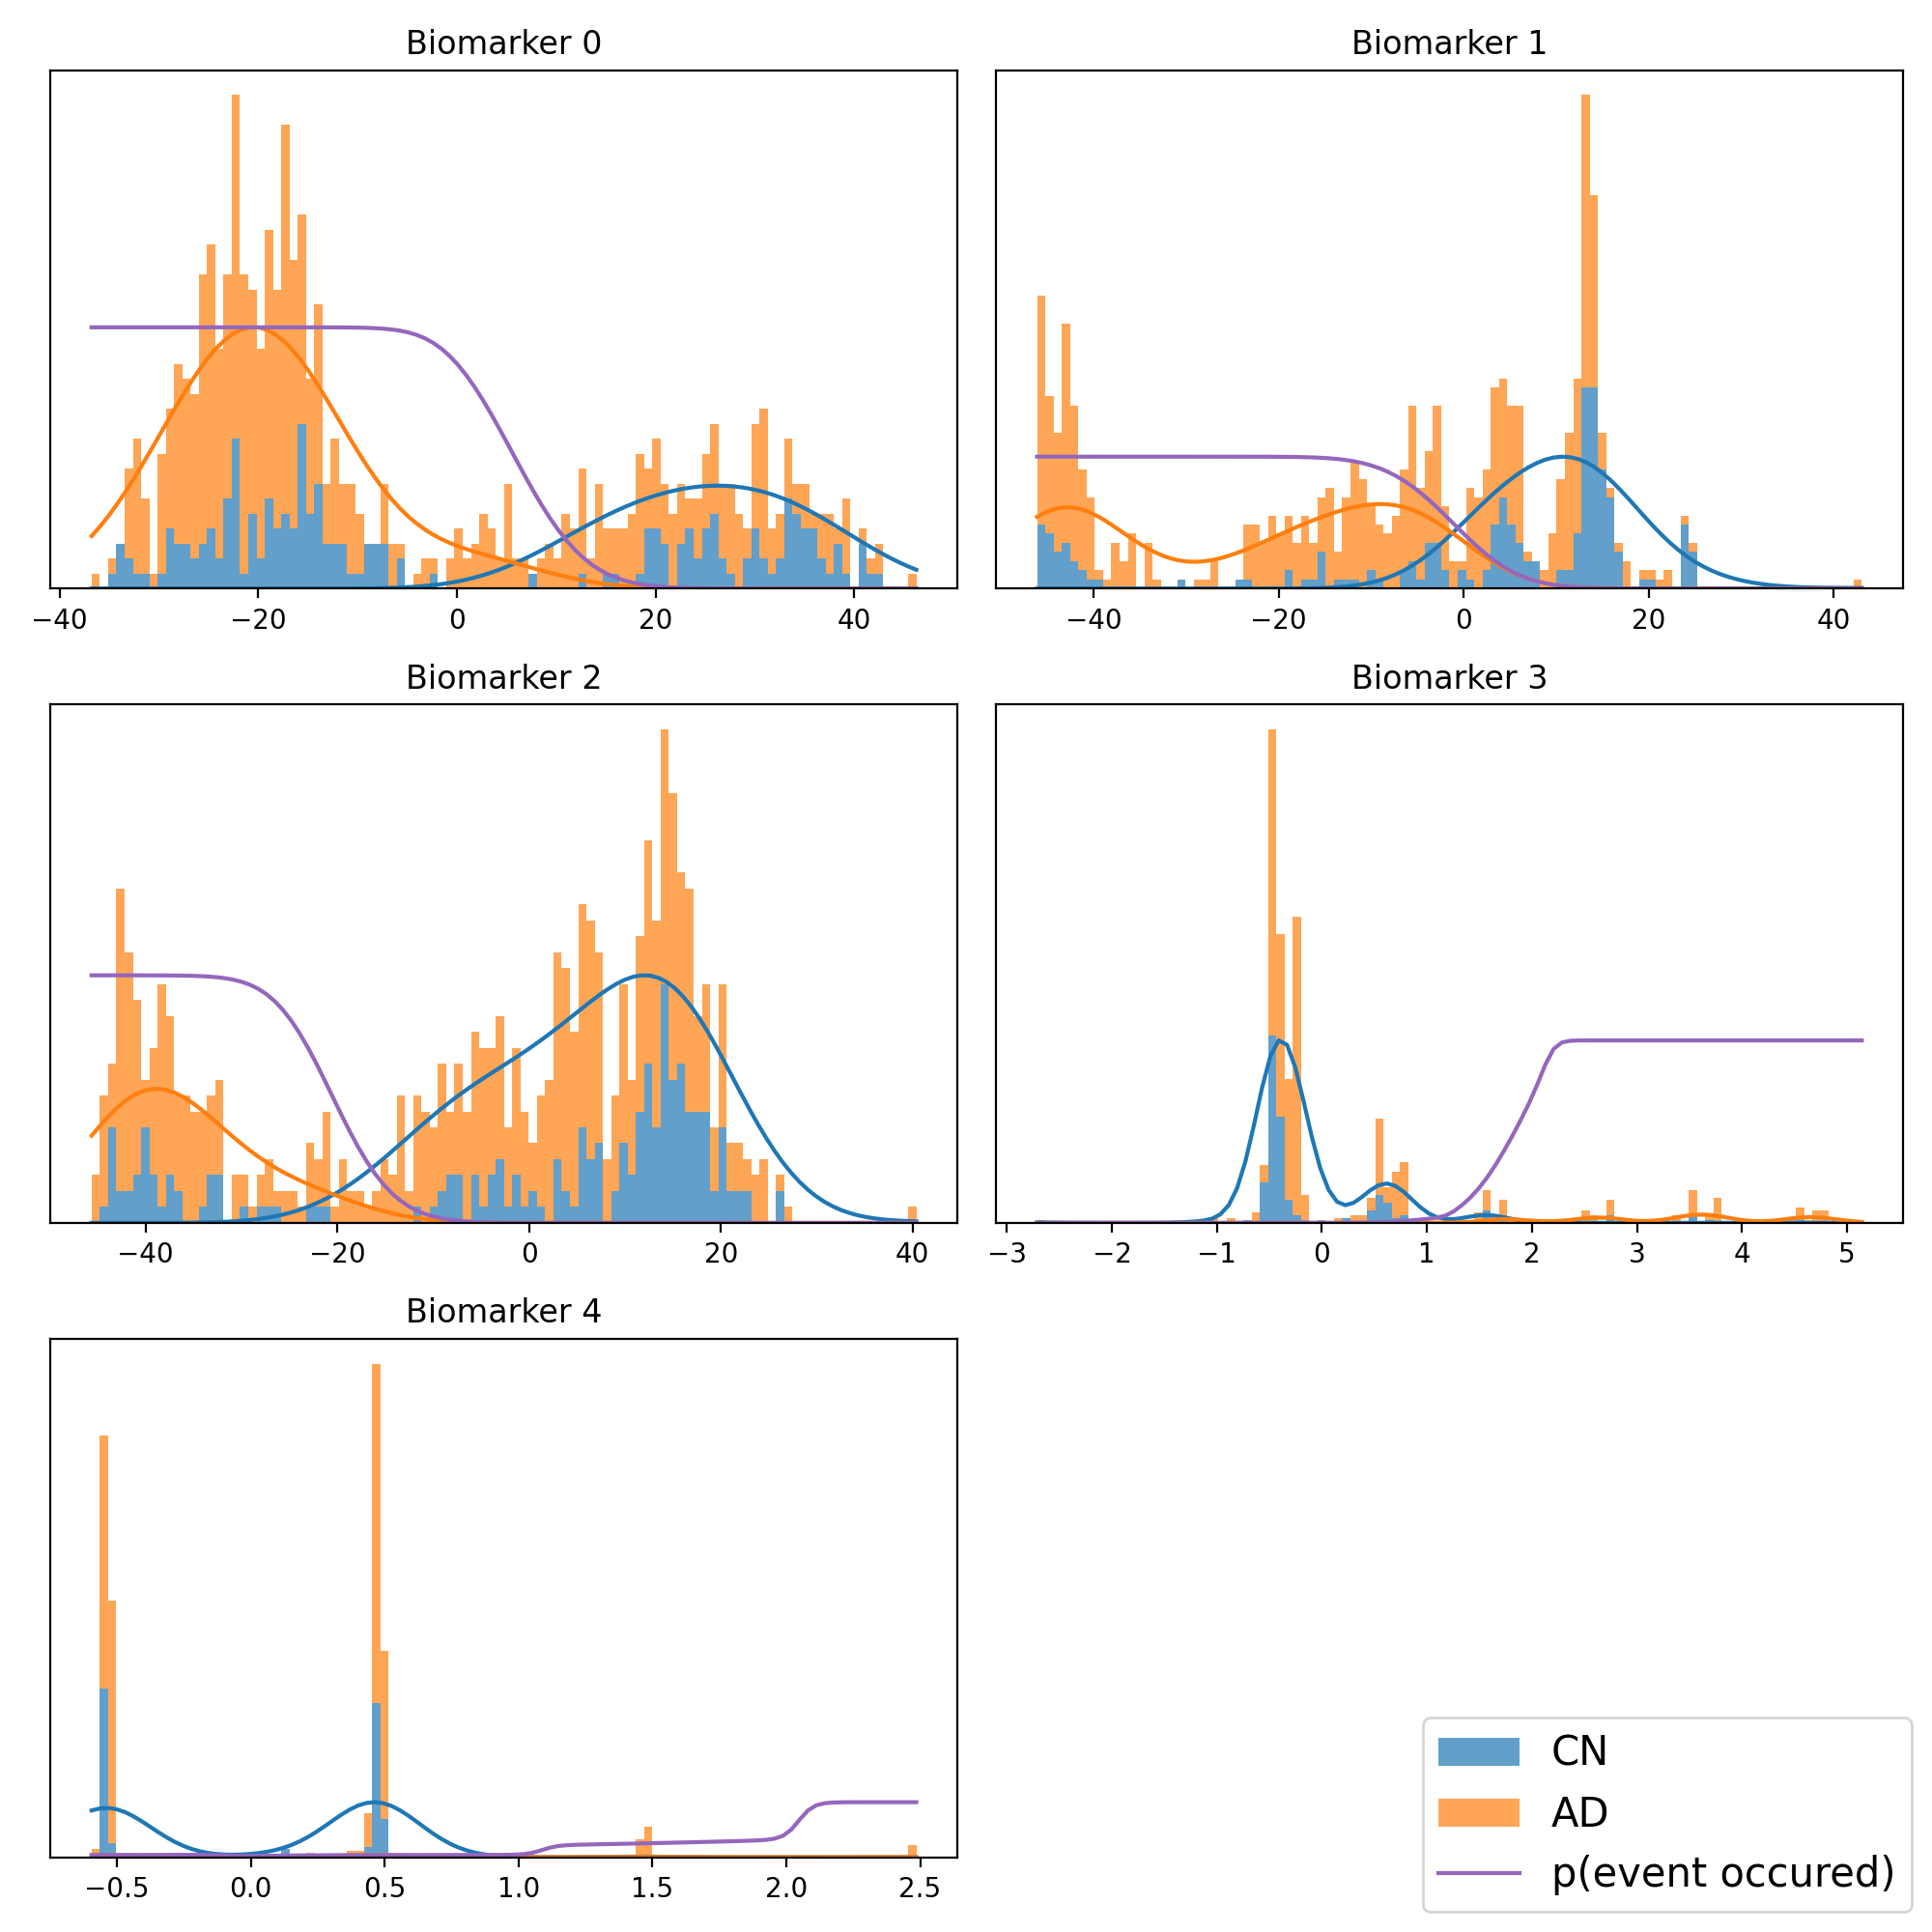 Biomarker 0
Biomarker 1
−40 −20 0 20 40
−40 −20 0 20 40
Biomarker 2
Biomarker 3
−40 −20 0 20 40
−3 −2 −1 0 1 2 3 4 5
Biomarker 4
−0.5 0.0 0.5 1.0 1.5 2.0 2.5
CN
AD
p(event occured)